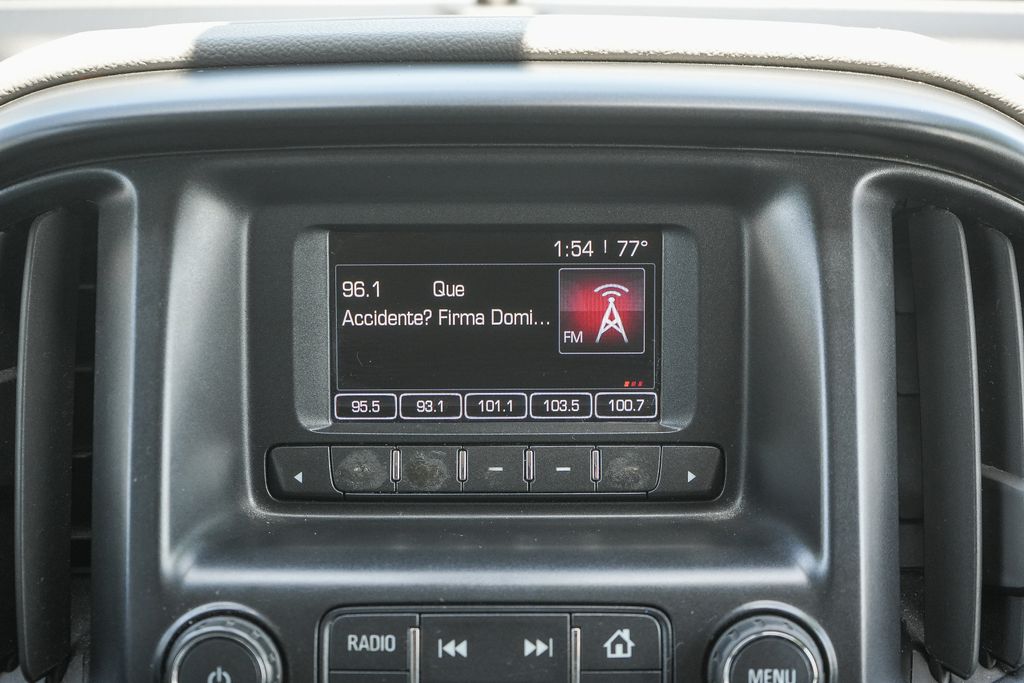 1:54 77°
96.1 Que
Accidente? Firma Domi...
FM
95.5 93.1 101.1 103.5 100.7
RADIO
MENU